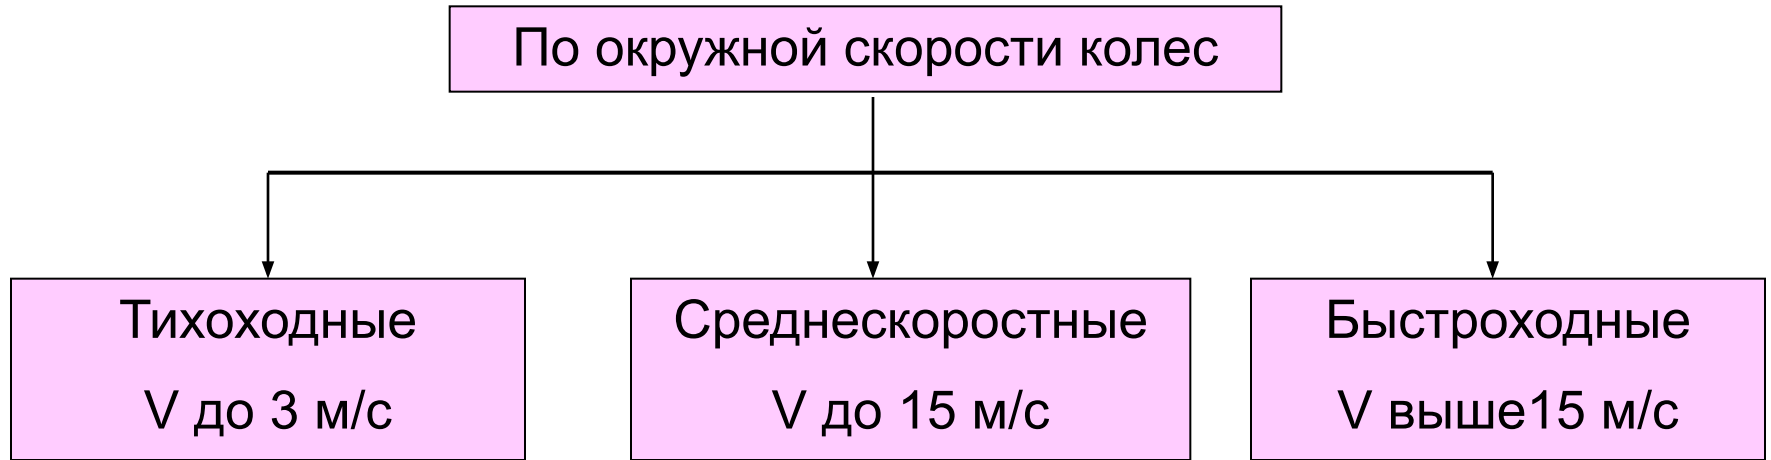 По окружной скорости колес
Тихоходные
V до 3 м/с
Среднескоростные
V до 15 м/с
Быстроходные
V выше15 м/с